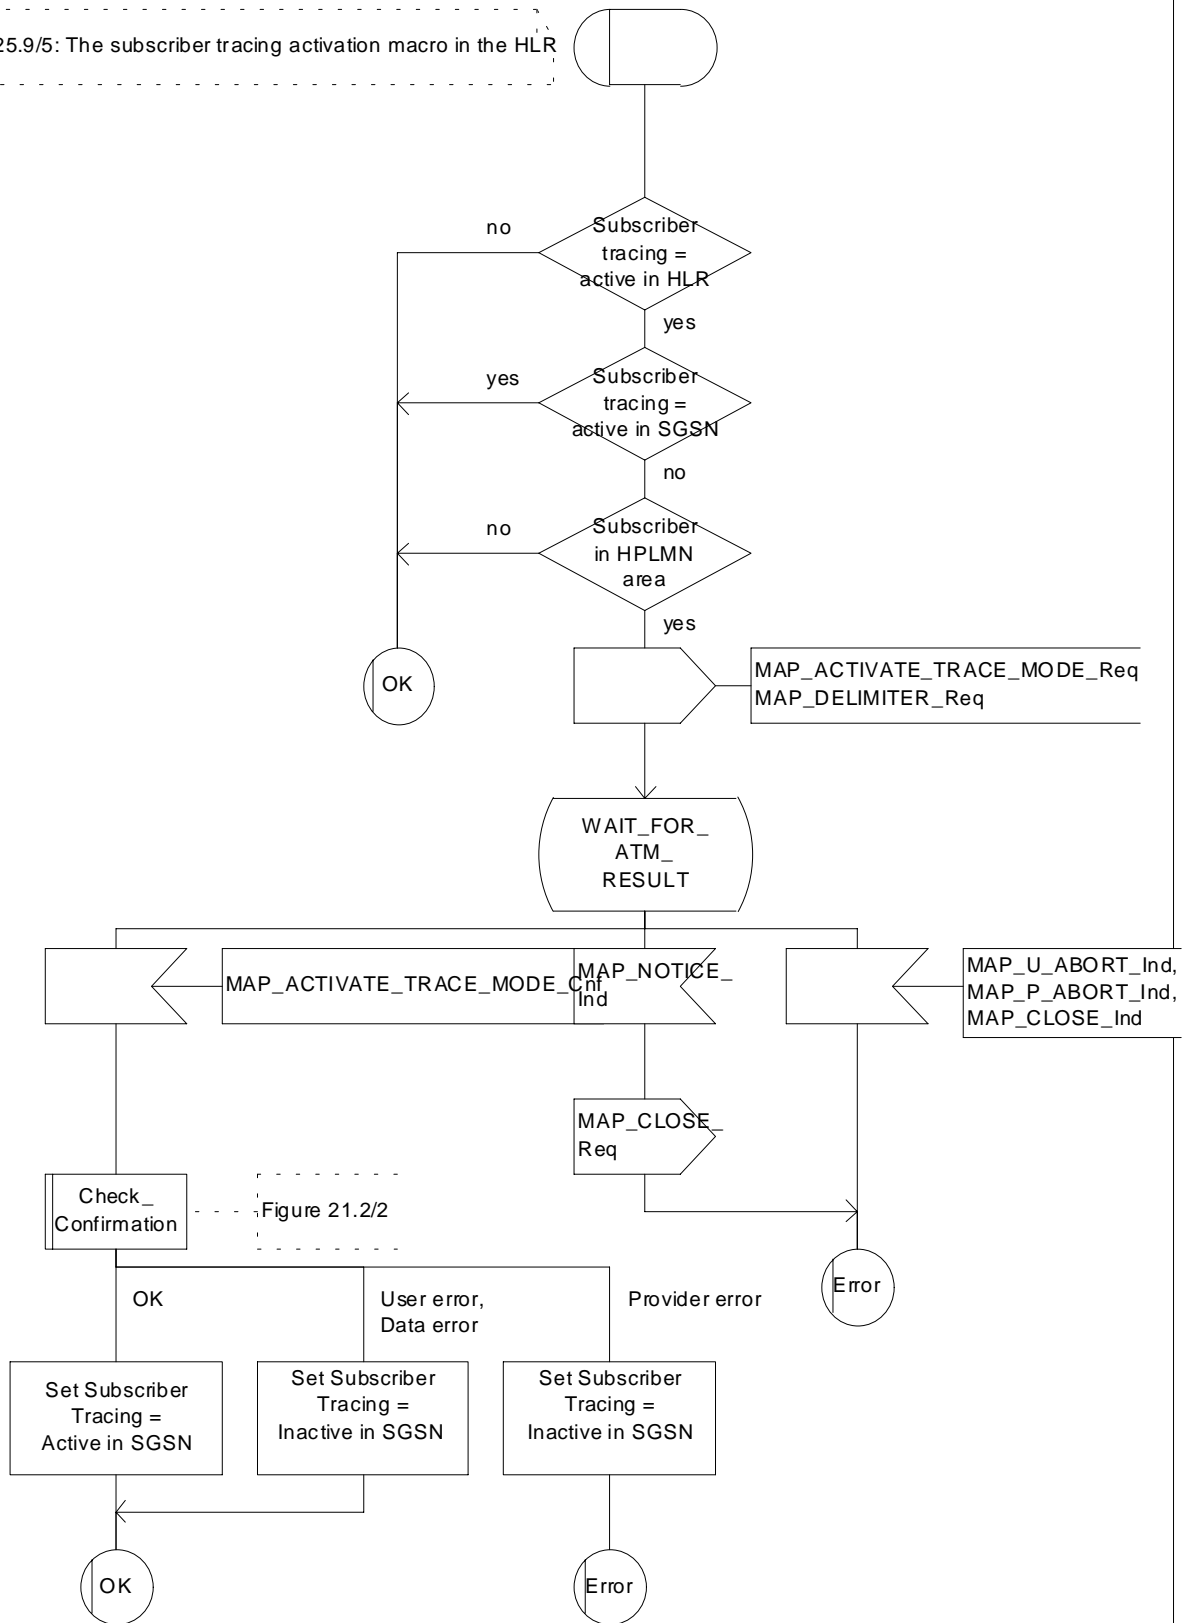 25.9/5: The subscriber tracing activation macro in the HLR
no
Subscriber
tracing =
active in HLR
yes
yes
Subscriber
tracing =
active in SGSN
no
no
Subscriber
in HPLMN
area
yes
OK
MAP_ACTIVATE_TRACE_MODE_Req
MAP_DELIMITER_Req
WAIT_FOR_
ATM_
RESULT
MAP_ACTIVATE_TRACE_MODE_Cnf
MAP_NOTICE_
Ind
MAP_U_ABORT_Ind,
MAP_P_ABORT_Ind,
MAP_CLOSE_Ind
MAP_CLOSE_
Req
Check_
Confirmation
Figure 21.2/2
Error
OK
User error,
Data error
Provider error
Set Subscriber
Tracing =
Active in SGSN
Set Subscriber
Tracing =
Inactive in SGSN
Set Subscriber
Tracing =
Inactive in SGSN
OK
Error